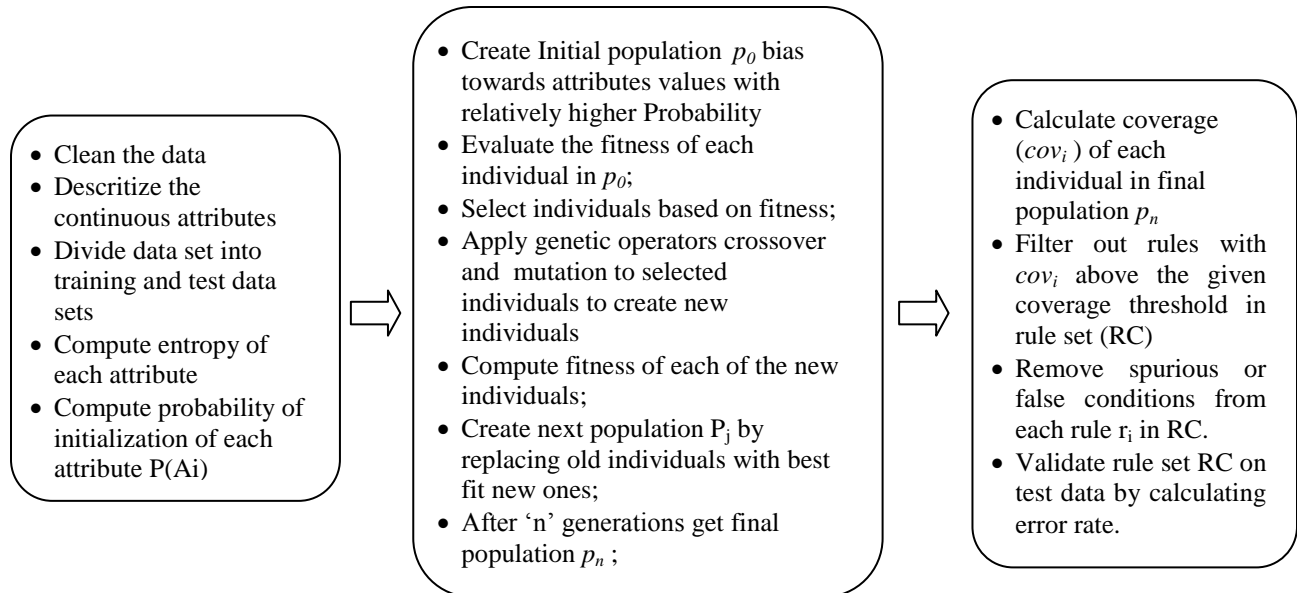 • Clean the data
• Descritize the
continuous attributes
• Divide data set into
training and test data
sets
• Compute entropy of
each attribute
• Compute probability of
initialization of each
attribute P(Ai)
• Create Initial population p0 bias
towards attributes values with
relatively higher Probability
• Evaluate the fitness of each
individual in p0;
• Select individuals based on fitness;
• Apply genetic operators crossover
and mutation to selected
individuals to create new
individuals
• Compute fitness of each of the new
individuals;
• Create next population Pj by
replacing old individuals with best
fit new ones;
• After ‘n’ generations get final
population pn ;
• Calculate coverage
(covi ) of each
individual in final
population pn
• Filter out rules with
covi above the given
coverage threshold in
rule set (RC)
• Remove spurious or
false conditions from
each rule ri in RC.
• Validate rule set RC on
test data by calculating
error rate.